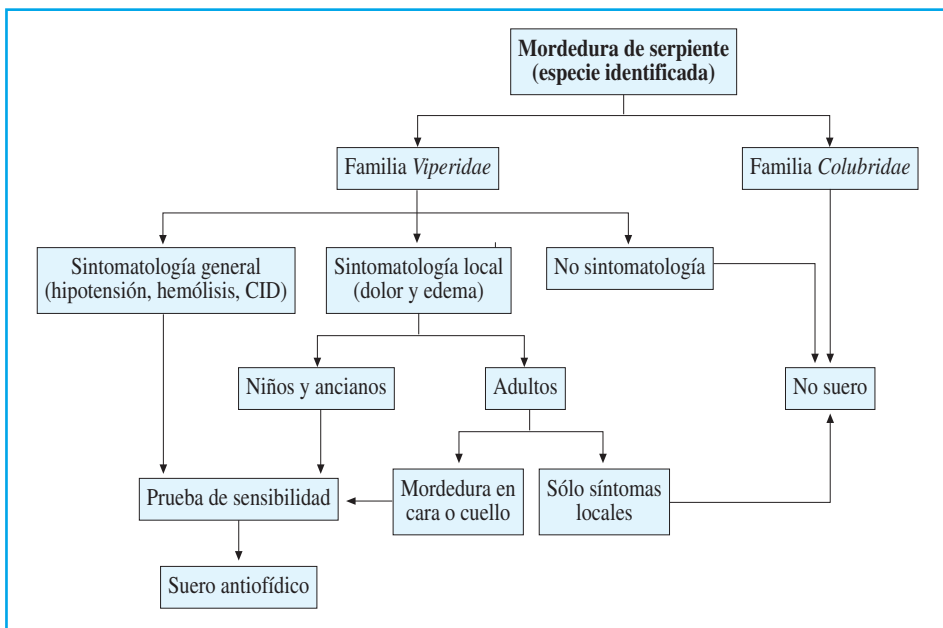 Mordedura de serpiente
(especie identificada)
Familia Viperidae
Familia Colubridae
Sintomatología general
(hipotensión, hemólisis, CID)
Sintomatología local
(dolor y edema)
No sintomatología
Niños y ancianos
Adultos
No suero
Prueba de sensibilidad
Mordedura en
cara o cuello
Sólo síntomas
locales
Suero antiofídico